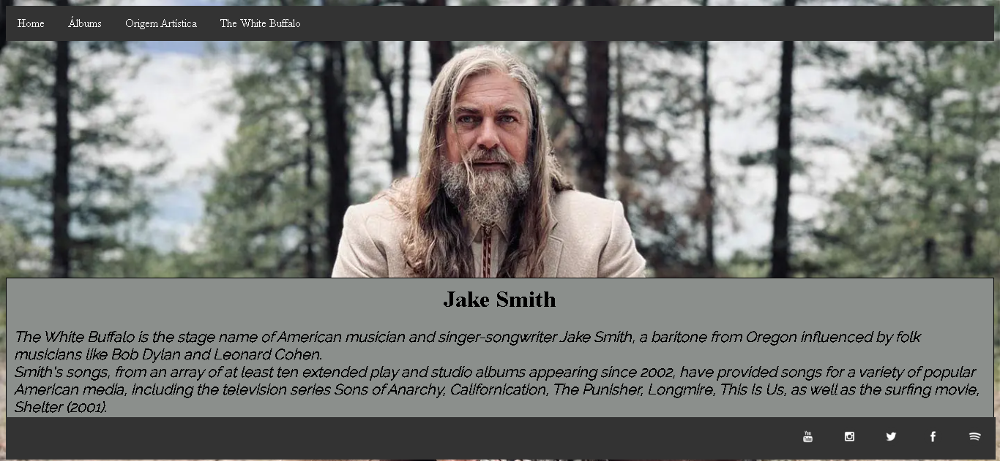 Home Álbums Origem Artística The White Buffalo
Jake Smith
The White Buffalo is the stage name of American musician and singer-songwriter Jake Smith, a baritone from Oregon influenced by folk
musicians like Bob Dylan and Leonard Cohen.
Smith's songs, from an array of at least ten extended play and studio albums appearing since 2002, have provided songs for a variety of popular
American media, including the television series Sons of Anarchy, Californication, The Punisher, Longmire, This Is Us, as well as the surfing movie,
Shelter (2001).
You Tube